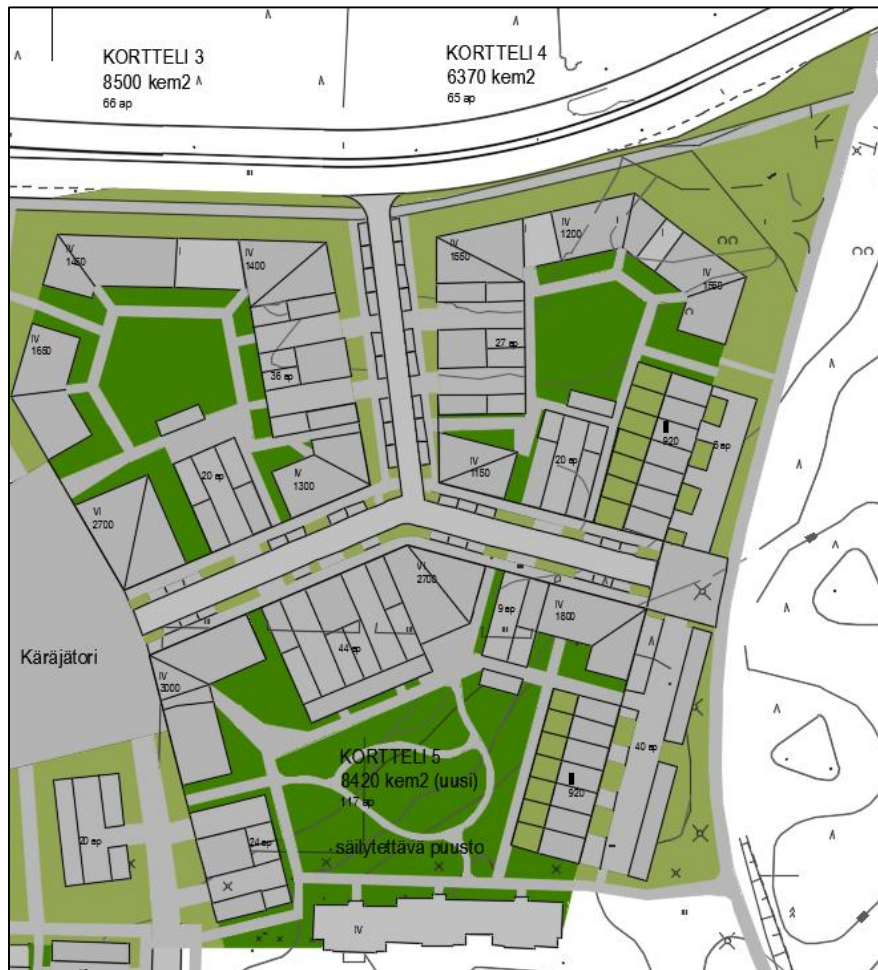 KORTTELI 3
8500 kem2
66 ap
KORTTELI 4
6370 kem2
65 ap
IV
1450
I
IV
1400
IV
1550
I
IV
1200
I
IV
1550
IV
1650
36 ap
27 ap
20 ap
IV
1300
IV
1150
20 ap
920
6 ap
VI
2700
VI
2700
9 ap
IV
1800
44 ap
Käräjätori
IV
3000
KORTTELI 5
8420 kem2 (uusi)
117 ap
40 ap
920
20 ap
24 ap
säilytettävä puusto
IV